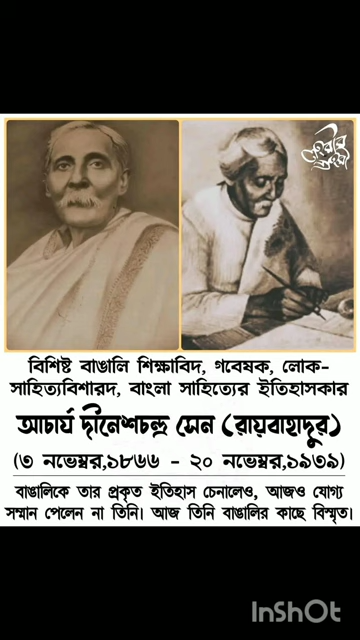 বিশিষ্ট বাঙালি শিক্ষাবিদ, গবেষক, লোক-
সাহিত্যবিশারদ, বাংলা সাহিত্যের ইতিহাসকার
আচার্য দীনেশচন্দ্র সেন (রায়বাহাদুর)
(৩ নভেম্বর,১৮৬৬ - ২০ নভেম্বর,১৯৩৯)
বাঙালিকে তার প্রকৃত ইতিহাস চেনালেও, আজও যোগ্য
সম্মান পেলেন না তিনি। আজ তিনি বাঙালির কাছে বিস্মৃত।
InShOt